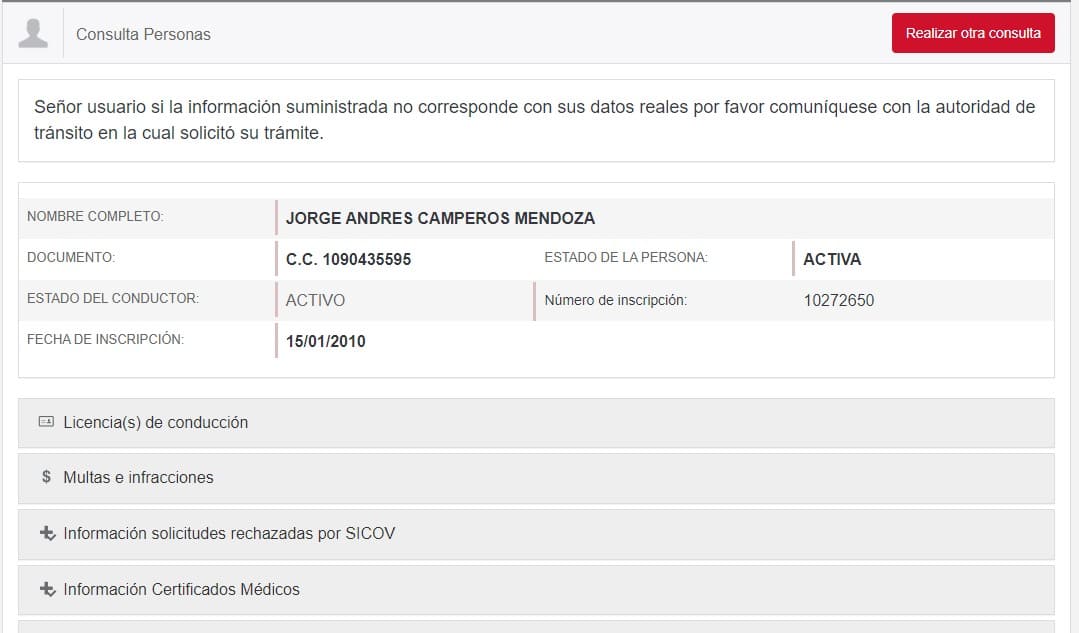 Consulta Personas
Realizar otra consulta
Señor usuario si la información suministrada no corresponde con sus datos reales por favor comuníquese con la autoridad de
tránsito en la cual solicitó su trámite.
NOMBRE COMPLETO: JORGE ANDRES CAMPEROS MENDOZA
DOCUMENTO: C.C. 1090435595 ESTADO DE LA PERSONA: ACTIVA
ESTADO DEL CONDUCTOR: ACTIVO Número de inscripción: 10272650
FECHA DE INSCRIPCIÓN: 15/01/2010
Licencia(s) de conducción
$ Multas e infracciones
Información solicitudes rechazadas por SICOV
Información Certificados Médicos